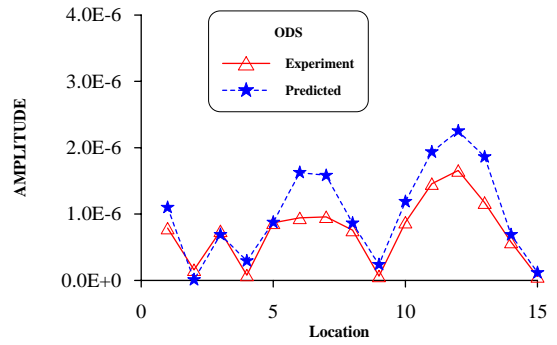 4.0E-6
3.0E-6
2.0E-6
1.0E-6
0.0E+0
AMPLITUDE
ODS
Experiment
Predicted
0 5 10 15
Location